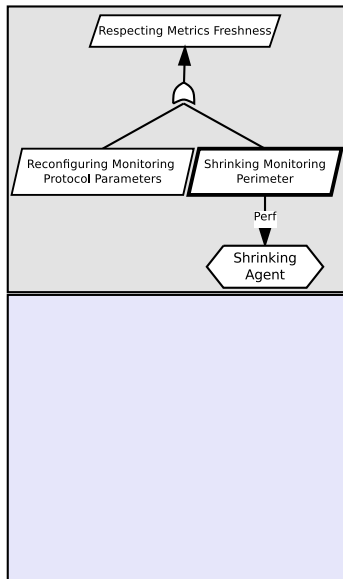 Respecting Metrics Freshness
Reconfiguring Monitoring
Protocol Parameters
Shrinking Monitoring
Perimeter
Perf
Shrinking
Agent